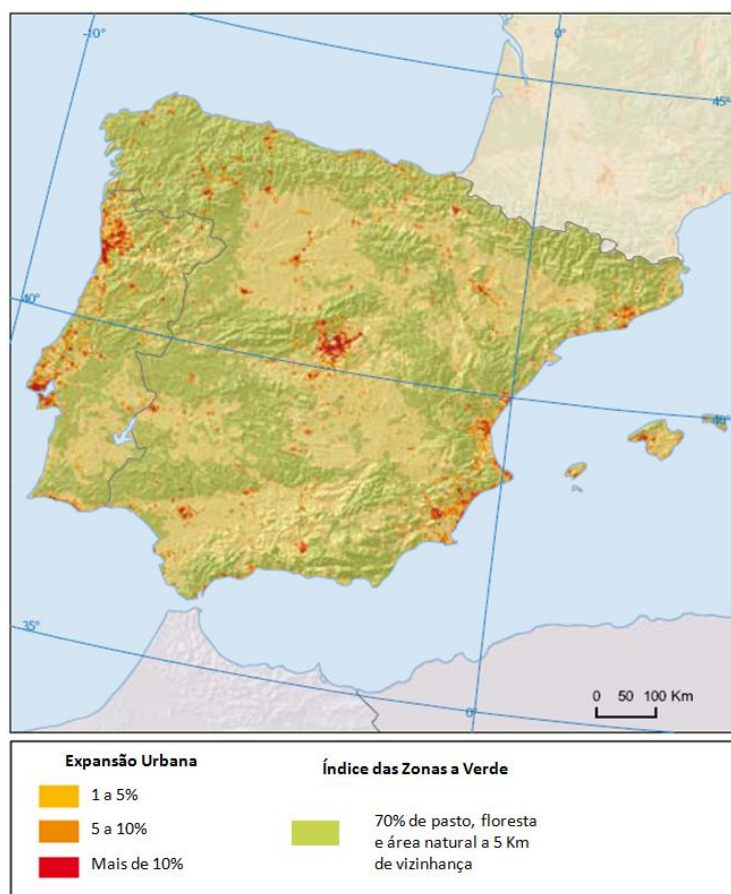 -10°
0°
45°
40°
40°
35°
0°
0 50 100 Km
Expansão Urbana
1 a 5%
5 a 10%
Mais de 10%
Índice das Zonas a Verde
70% de pasto, floresta
e área natural a 5 Km
de vizinhança